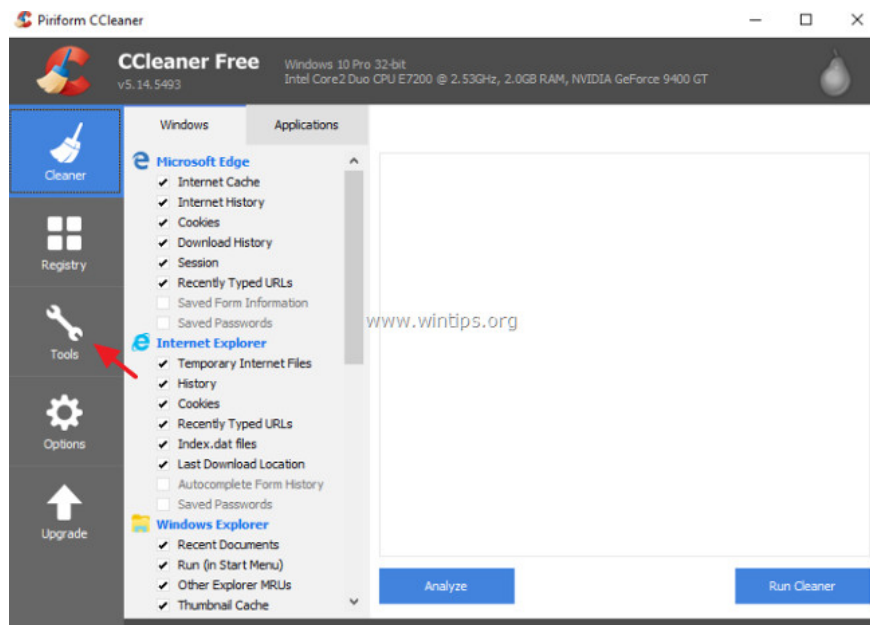 Piriform CCleaner
CCleaner Free
v5.14.5493
Windows 10 Pro 32-bit
Intel Core2 Duo CPU E7200 @ 2.53GHz, 2.0GB RAM, NVIDIA GeForce 9400 GT
Cleaner
Registry
Tools
Options
Upgrade
Windows
Applications
Microsoft Edge
Internet Cache
Internet History
Cookies
Download History
Session
Recently Typed URLs
Saved Form Information
Saved Passwords
Internet Explorer
Temporary Internet Files
History
Cookies
Recently Typed URLs
Index.dat files
Last Download Location
Autocomplete Form History
Saved Passwords
Windows Explorer
Recent Documents
Run (in Start Menu)
Other Explorer MRUs
Thumbnail Cache
www.wintips.org
Analyze
Run Cleaner